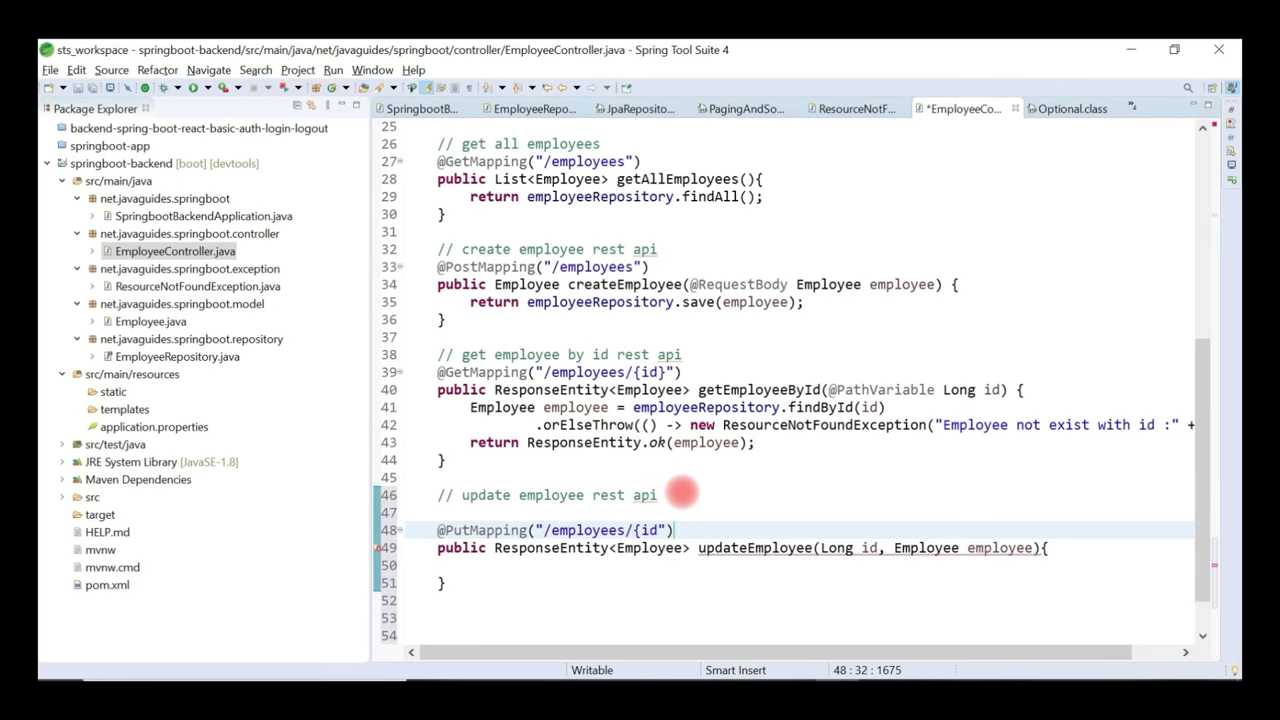 sts_workspace - springboot-backend/src/main/java/net/javaguides/springboot/controller/EmployeeController.java - Spring Tool Suite 4
File Edit Source Refactor Navigate Search Project Run Window Help
Package Explorer
SpringbootB... EmployeeRepo... JpaReposito... PagingAndSo... ResourceNotF... *EmployeeCo... Optional.class
backend-spring-boot-react-basic-auth-login-logout
springboot-app
springboot-backend [boot] [devtools]
src/main/java
net.javaguides.springboot
SpringbootBackendApplication.java
net.javaguides.springboot.controller
EmployeeController.java
net.javaguides.springboot.exception
ResourceNotFoundException.java
net.javaguides.springboot.model
Employee.java
net.javaguides.springboot.repository
EmployeeRepository.java
src/main/resources
static
templates
application.properties
src/test/java
JRE System Library [JavaSE-1.8]
Maven Dependencies
src
target
HELP.md
mvnw
mvnw.cmd
pom.xml
25
26 // get all employees
27 @GetMapping("/employees")
28 public List<Employee> getAllEmployees(){
29 return employeeRepository.findAll();
30 }
31
32 // create employee rest api
33 @PostMapping("/employees")
34 public Employee createEmployee(@RequestBody Employee employee) {
35 return employeeRepository.save(employee);
36 }
37
38 // get employee by id rest api
39 @GetMapping("/employees/{id}")
40 public ResponseEntity<Employee> getEmployeeById(@PathVariable Long id) {
41 Employee employee = employeeRepository.findById(id)
42 .orElseThrow(() -> new ResourceNotFoundException("Employee not exist with id :" +
43 return ResponseEntity.ok(employee);
44 }
45
46 // update employee rest api
47
48 @PutMapping("/employees/{id")
49 public ResponseEntity<Employee> updateEmployee(Long id, Employee employee){
50
51 }
52
53
54
Writable Smart Insert 48 : 32 : 1675